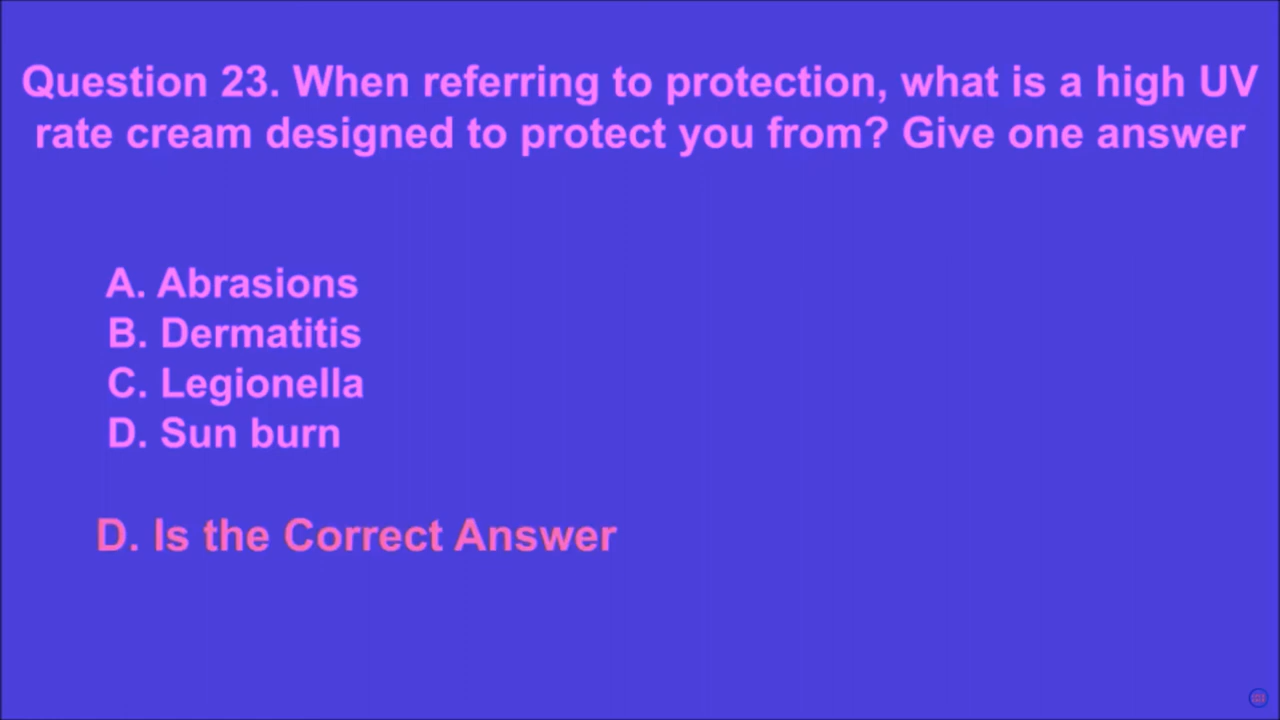 Question 23. When referring to protection, what is a high UV
rate cream designed to protect you from? Give one answer
A. Abrasions
B. Dermatitis
C. Legionella
D. Sun burn
D. Is the Correct Answer